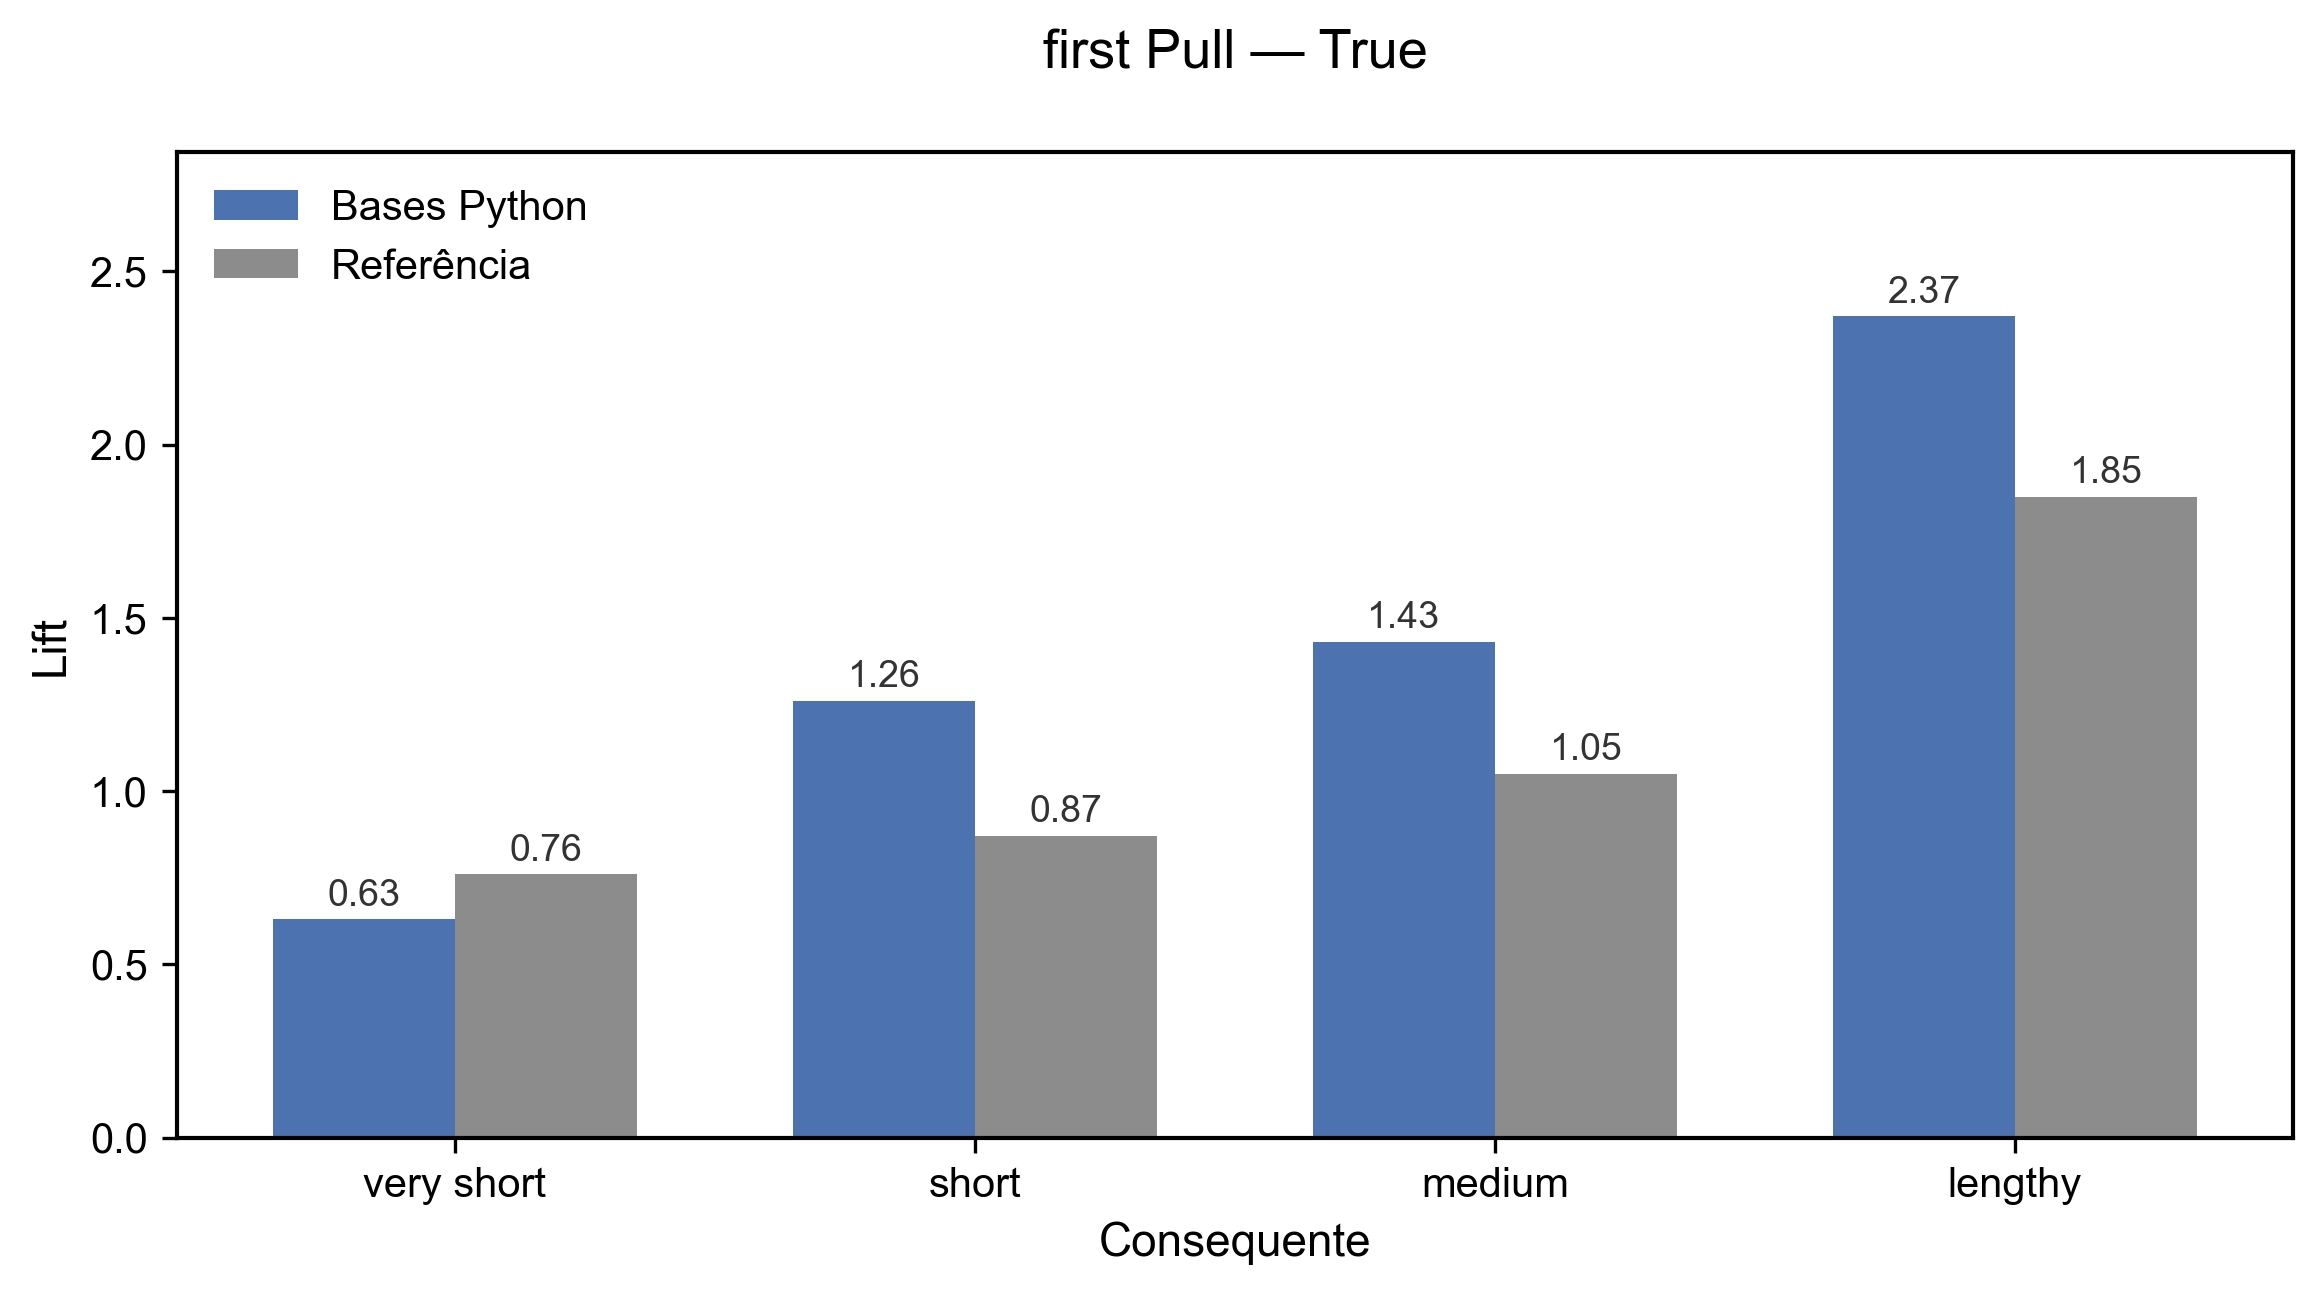 first Pull — True
Bases Python
Referência
Lift
2.5
2.0
1.5
1.0
0.5
0.0
0.63
0.76
1.26
0.87
1.43
1.05
2.37
1.85
very short
short
medium
lengthy
Consequente